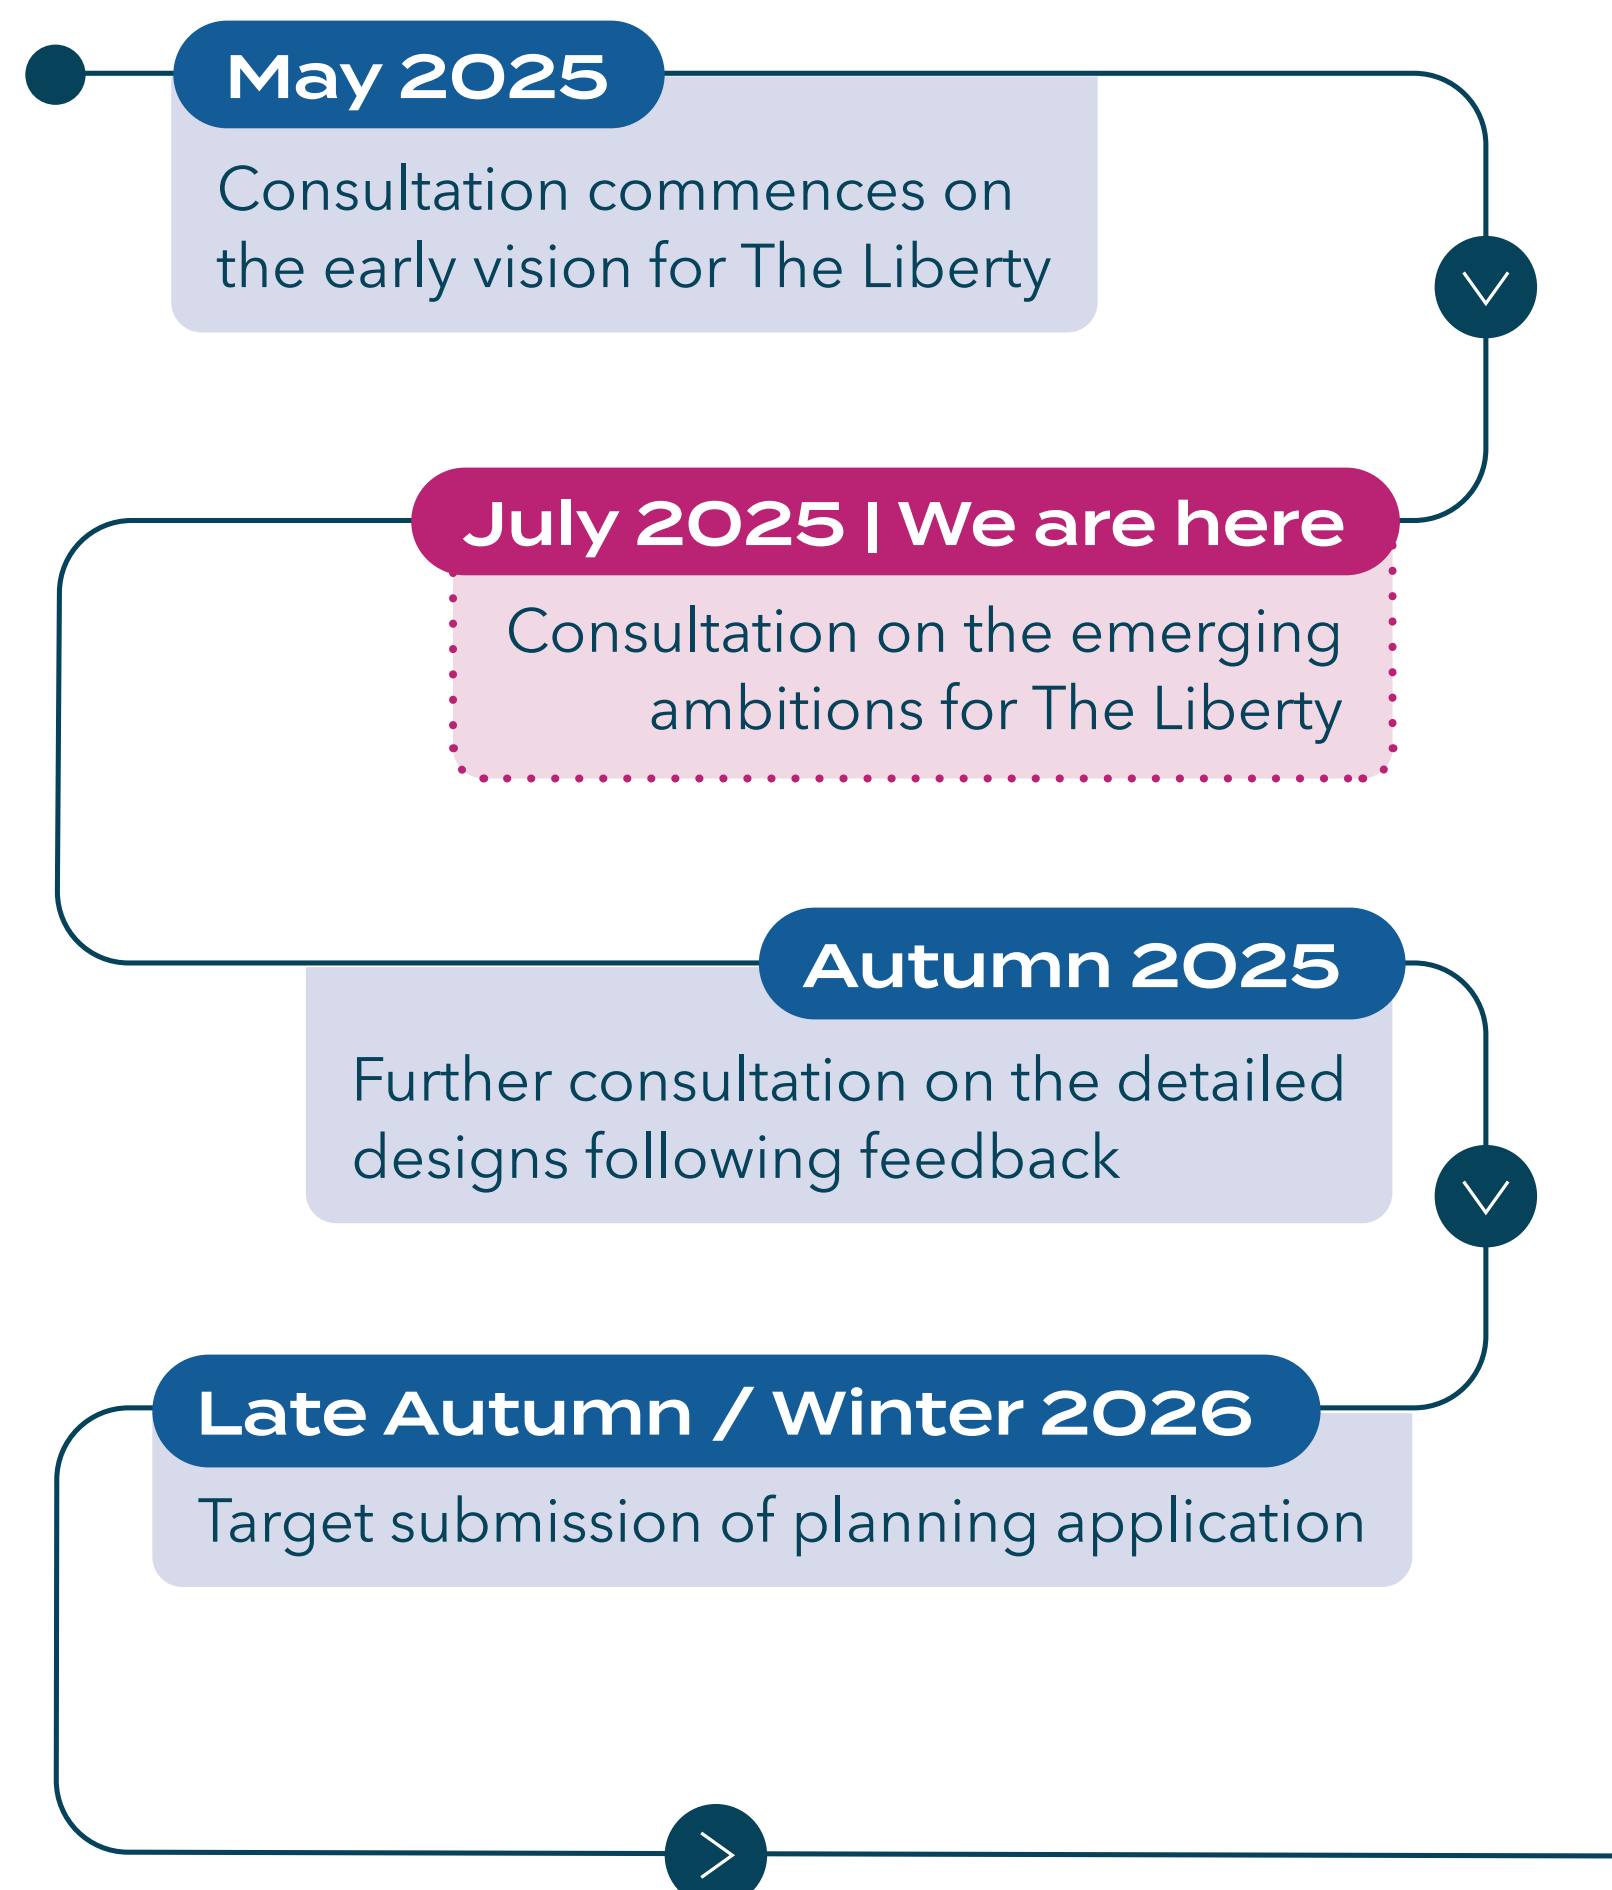 May 2025
Consultation commences on
the early vision for The Liberty
July 2025 | We are here
Consultation on the emerging
ambitions for The Liberty
Autumn 2025
Further consultation on the detailed
designs following feedback
Late Autumn / Winter 2026
Target submission of planning application